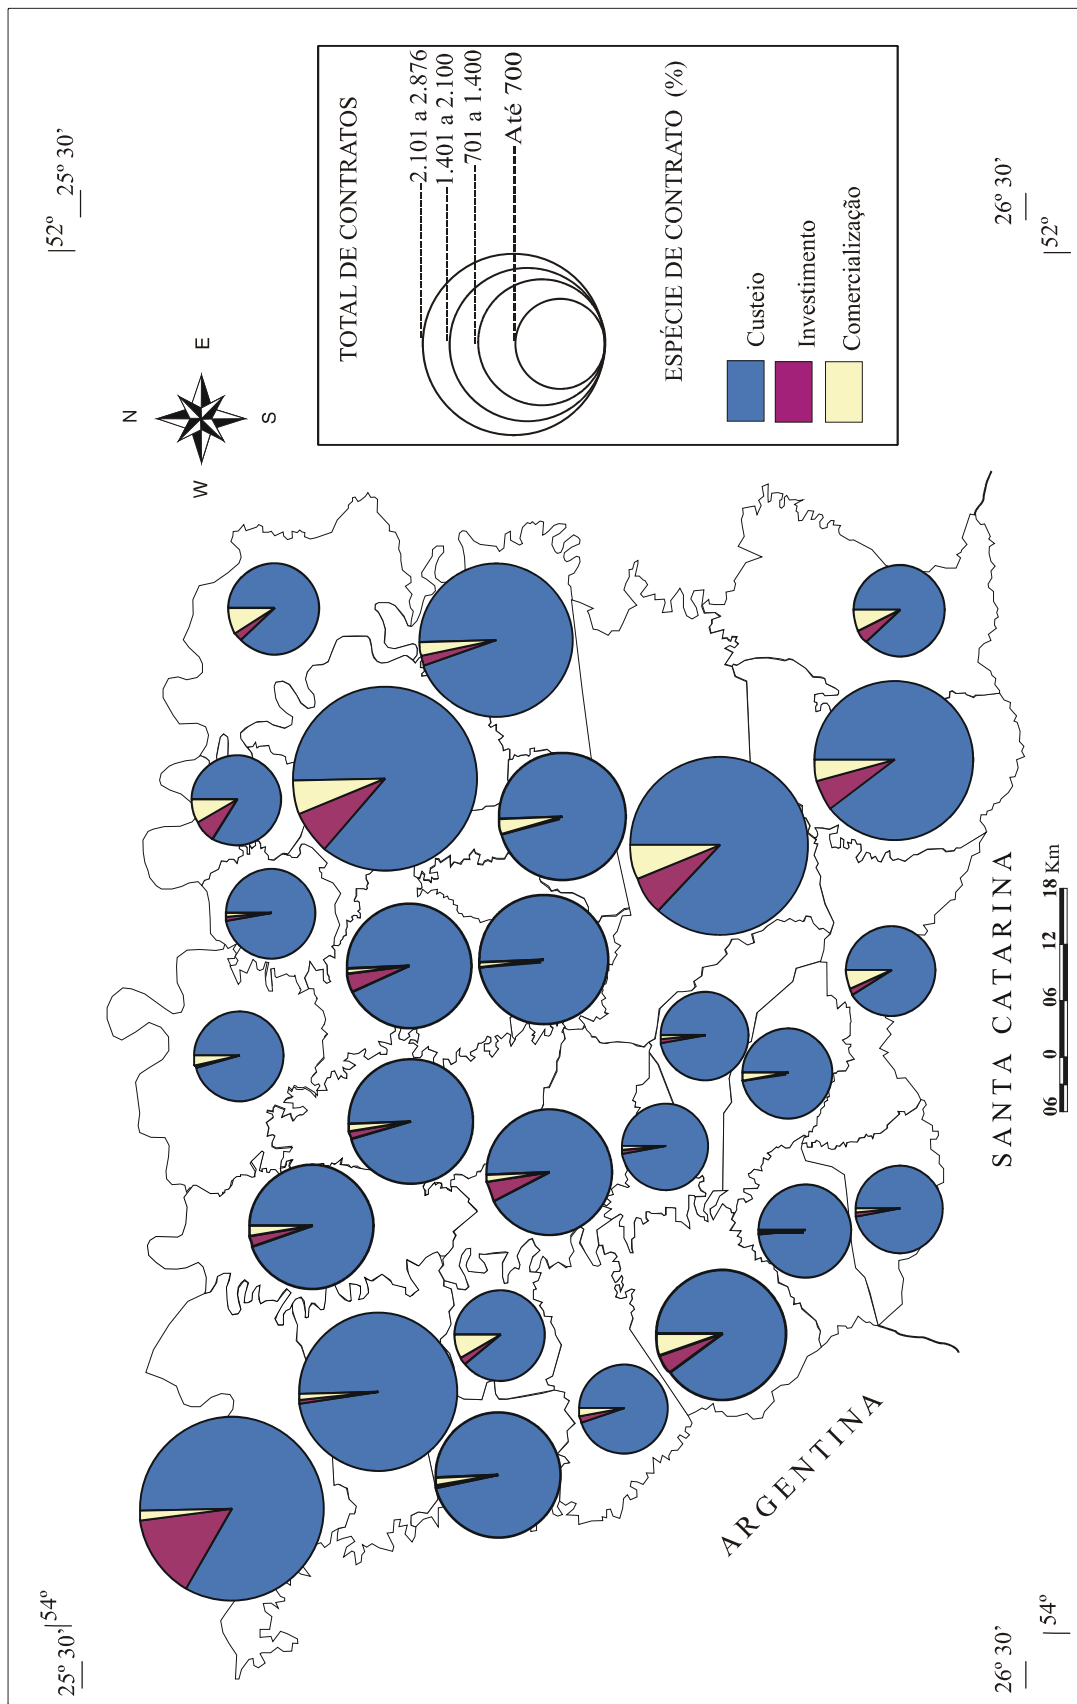 25º 30'
54º
52º
25º 30'
N
W
E
S
TOTAL DE CONTRATOS
2.101 a 2.876
1.401 a 2.100
701 a 1.400
Até 700
ESPÉCIE DE CONTRATO (%)
Custeio
Investimento
Comercialização
ARGENTINA
SANTA CATARINA
06 0 06 12 18 Km
26º 30'
54º
26º 30'
52º